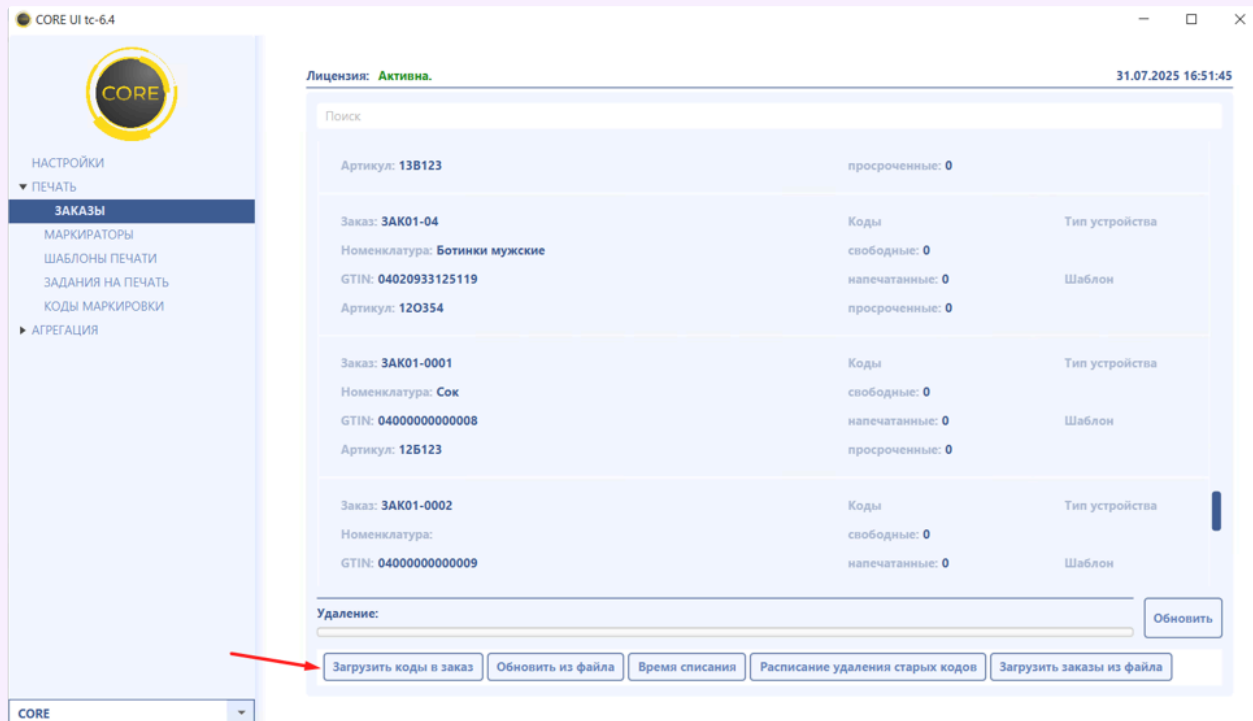 CORE UI tc-6.4
CORE
НАСТРОЙКИ
ПЕЧАТЬ
ЗАКАЗЫ
МАРКИРАТОРЫ
ШАБЛОНЫ ПЕЧАТИ
ЗАДАНИЯ НА ПЕЧАТЬ
КОДЫ МАРКИРОВКИ
АГРЕГАЦИЯ
CORE
Лицензия: Активна. 31.07.2025 16:51:45
Поиск
Артикул: 13В123 просроченные: 0
Заказ: ЗАК01-04 Коды Тип устройства
Номенклатура: Ботинки мужские свободные: 0
GTIN: 04020933125119 напечатанные: 0 Шаблон
Артикул: 12О354 просроченные: 0
Заказ: ЗАК01-0001 Коды Тип устройства
Номенклатура: Сок свободные: 0
GTIN: 04000000000008 напечатанные: 0 Шаблон
Артикул: 12Б123 просроченные: 0
Заказ: ЗАК01-0002 Коды Тип устройства
Номенклатура: свободные: 0
GTIN: 04000000000009 напечатанные: 0 Шаблон
Удаление:
Обновить
Загрузить коды в заказ Обновить из файла Время списания Расписание удаления старых кодов Загрузить заказы из файла